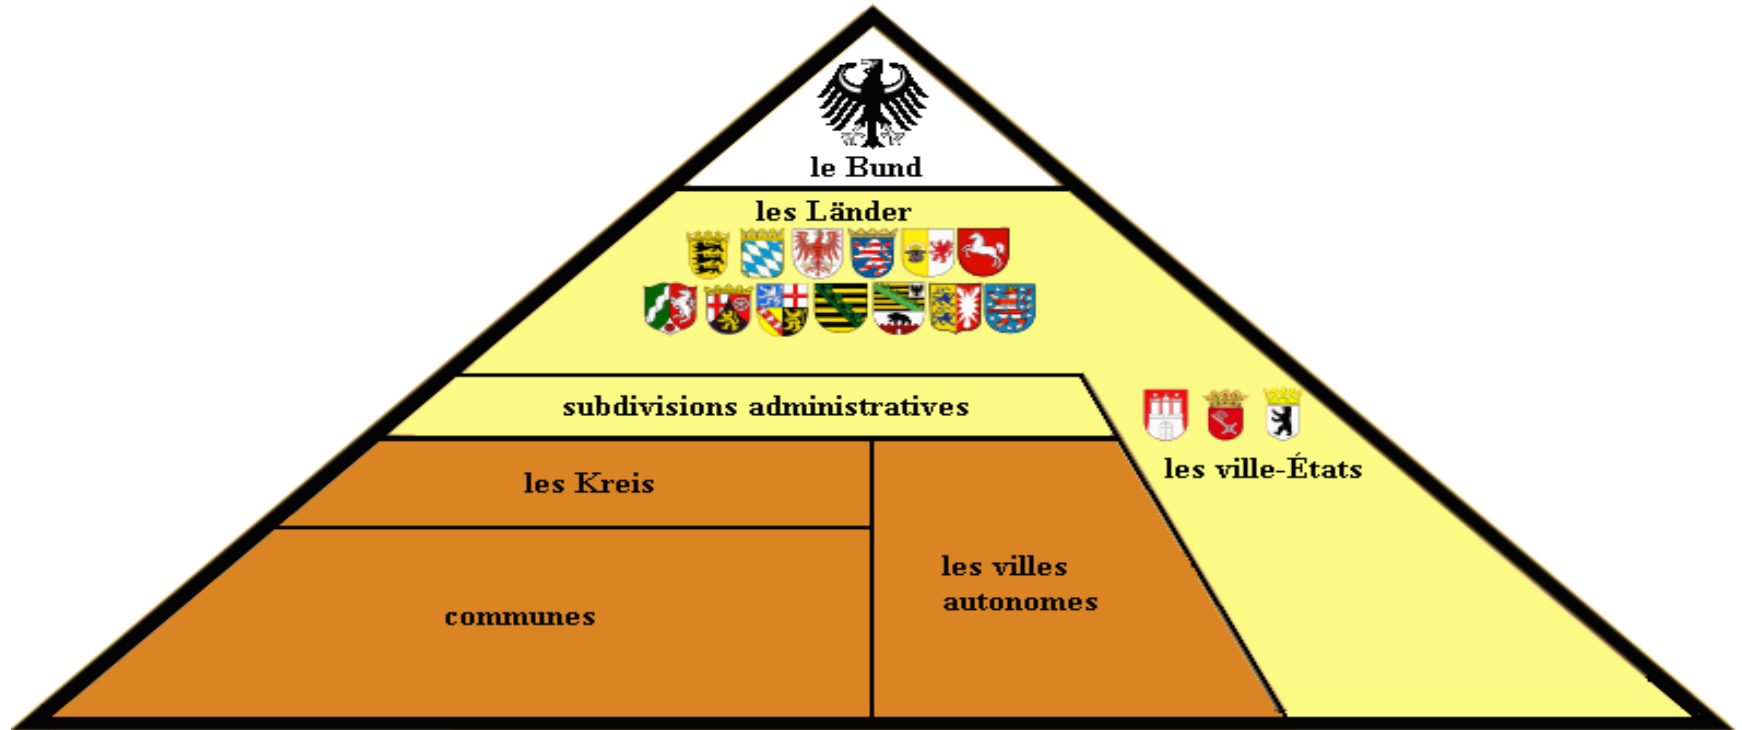 le Bund
les Länder
subdivisions administratives
les ville-États
les Kreis
les villes
autonomes
communes